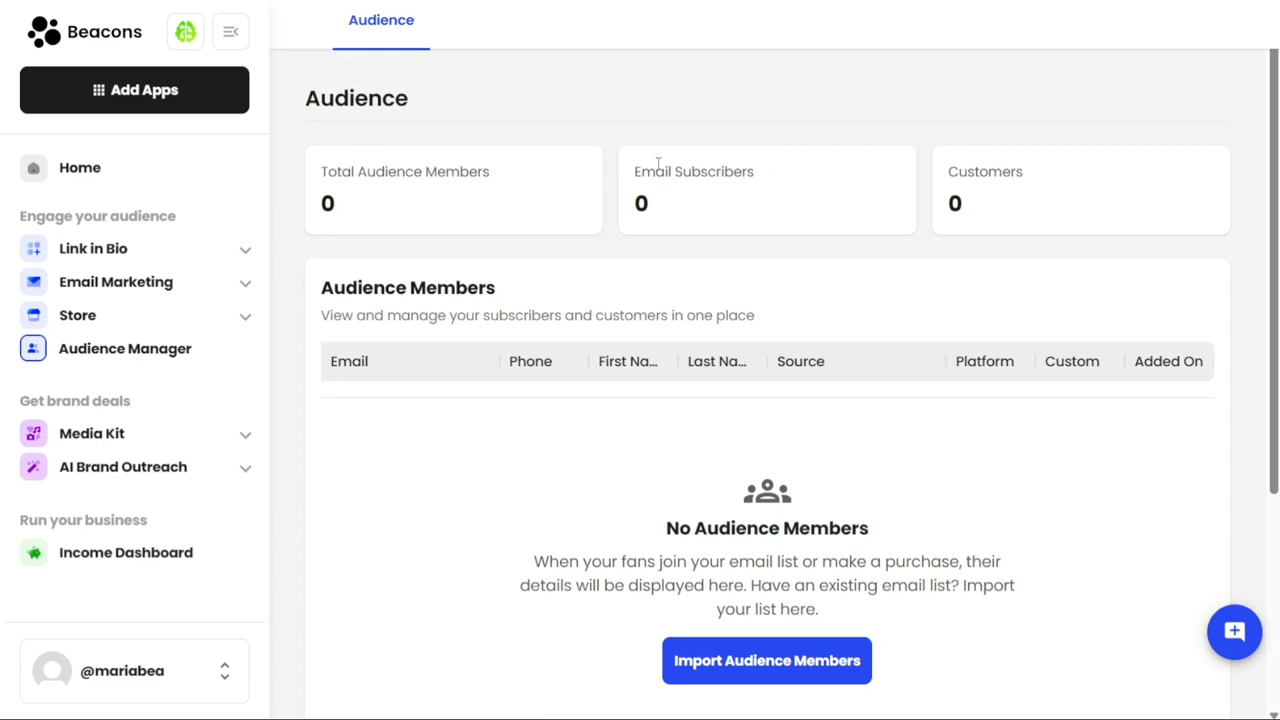 Beacons
Add Apps
Home
Engage your audience
Link in Bio
Email Marketing
Store
Audience Manager
Get brand deals
Media Kit
AI Brand Outreach
Run your business
Income Dashboard
@mariabea
Audience
Audience
Total Audience Members
0
Email Subscribers
0
Customers
0
Audience Members
View and manage your subscribers and customers in one place
Email Phone First Na... Last Na... Source Platform Custom Added On
No Audience Members
When your fans join your email list or make a purchase, their
details will be displayed here. Have an existing email list? Import
your list here.
Import Audience Members